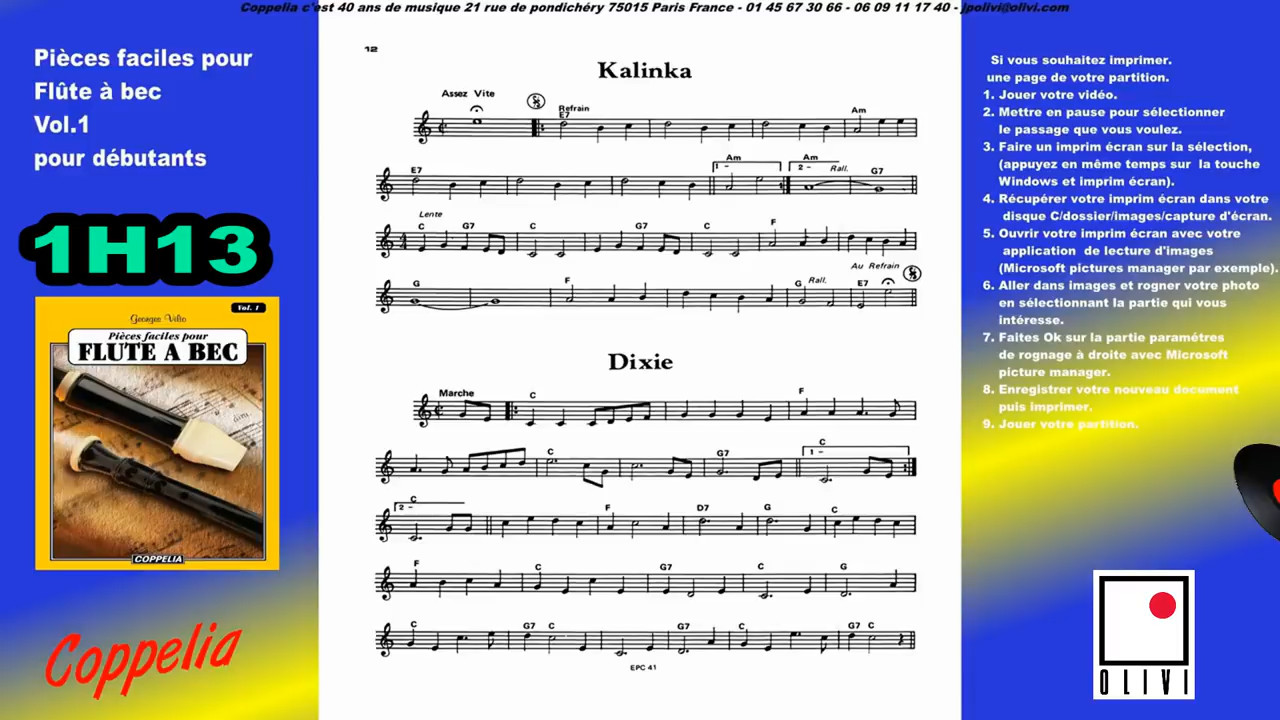 Coppelia c'est 40 ans de musique 21 rue de pondichéry 75015 Paris France - 01 45 67 30 66 - 06 09 11 17 40 - jpolivi@olivi.com
Pièces faciles pour
Flûte à bec
Vol.1
pour débutants
1H13
Vol. 1
Georges Vilto
Pièces faciles pour
FLUTE A BEC
COPPELIA
Coppelia
12
Kalinka
Assez Vite
Refrain
E7 Am
E7 1 - Am 2 - Am Rall. G7
Lente
C G7 C G7 C F
Au Refrain
G F G Rall. E7
Dixie
Marche C F
C G7 C 1 -
C 2 - F D7 G C
F C G7 C G
C G7 C G7 C G7 C
EPC 41
Si vous souhaitez imprimer.
une page de votre partition.
1. Jouer votre vidéo.
2. Mettre en pause pour sélectionner
le passage que vous voulez.
3. Faire un imprim écran sur la sélection,
(appuyez en même temps sur la touche
Windows et imprim écran).
4. Récupérer votre imprim écran dans votre
disque C/dossier/images/capture d'écran.
5. Ouvrir votre imprim écran avec votre
application de lecture d'images
(Microsoft pictures manager par exemple).
6. Aller dans images et rogner votre photo
en sélectionnant la partie qui vous
intéresse.
7. Faites Ok sur la partie paramétres
de rognage à droite avec Microsoft
picture manager.
8. Enregistrer votre nouveau document
puis imprimer.
9. Jouer votre partition.
OLIVI